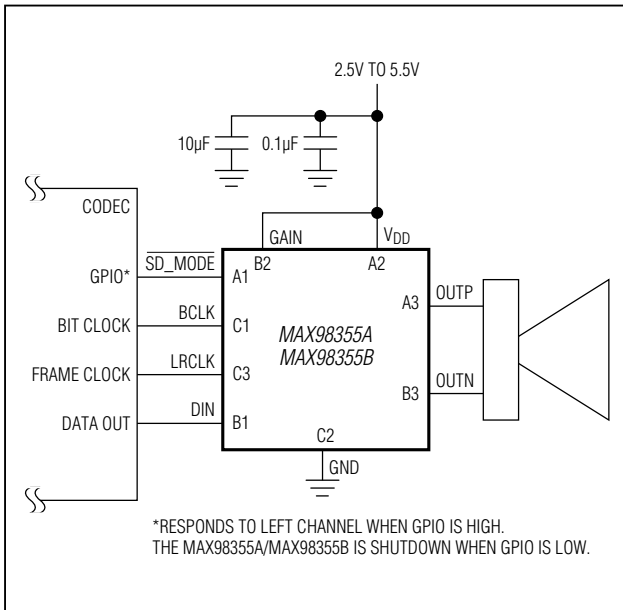 2.5V TO 5.5V
10µF
0.1µF
CODEC
GAIN
VDD
SD_MODE
B2
A2
GPIO*
A1
A3
OUTP
BIT CLOCK
BCLK
C1
MAX98355A
MAX98355B
FRAME CLOCK
LRCLK
C3
B3
OUTN
DATA OUT
DIN
B1
C2
GND
*RESPONDS TO LEFT CHANNEL WHEN GPIO IS HIGH.
THE MAX98355A/MAX98355B IS SHUTDOWN WHEN GPIO IS LOW.